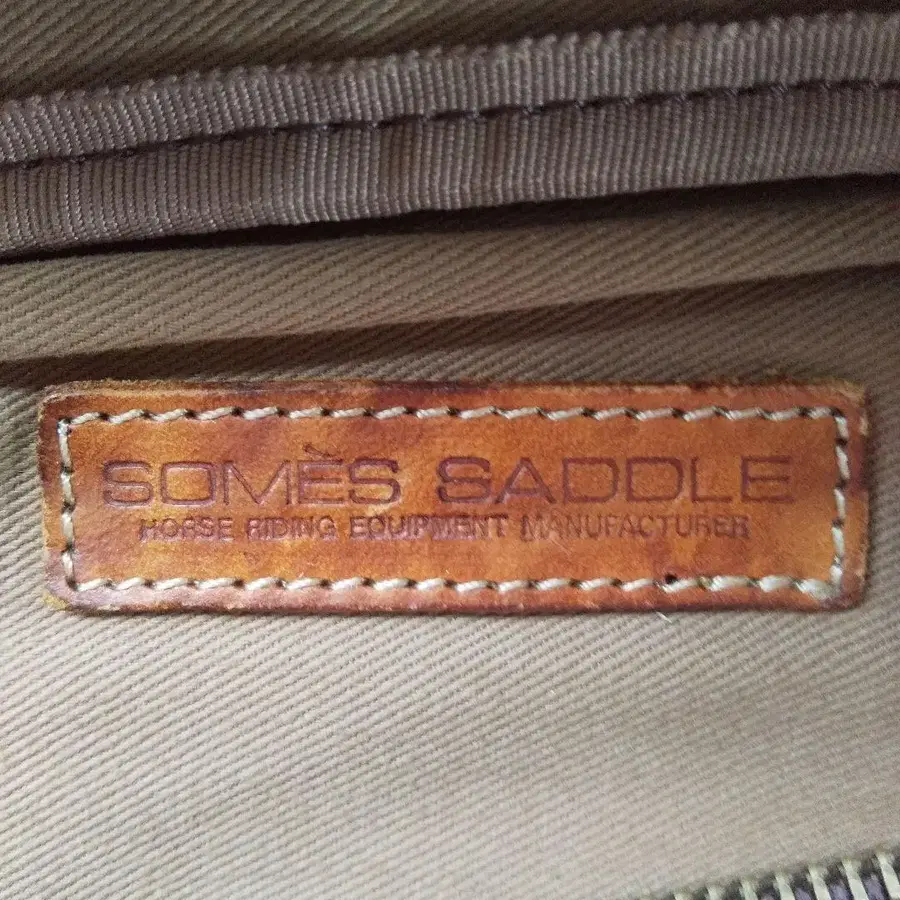 SOMÈS SADDLE
HORSE RIDING EQUIPMENT MANUFACTURER